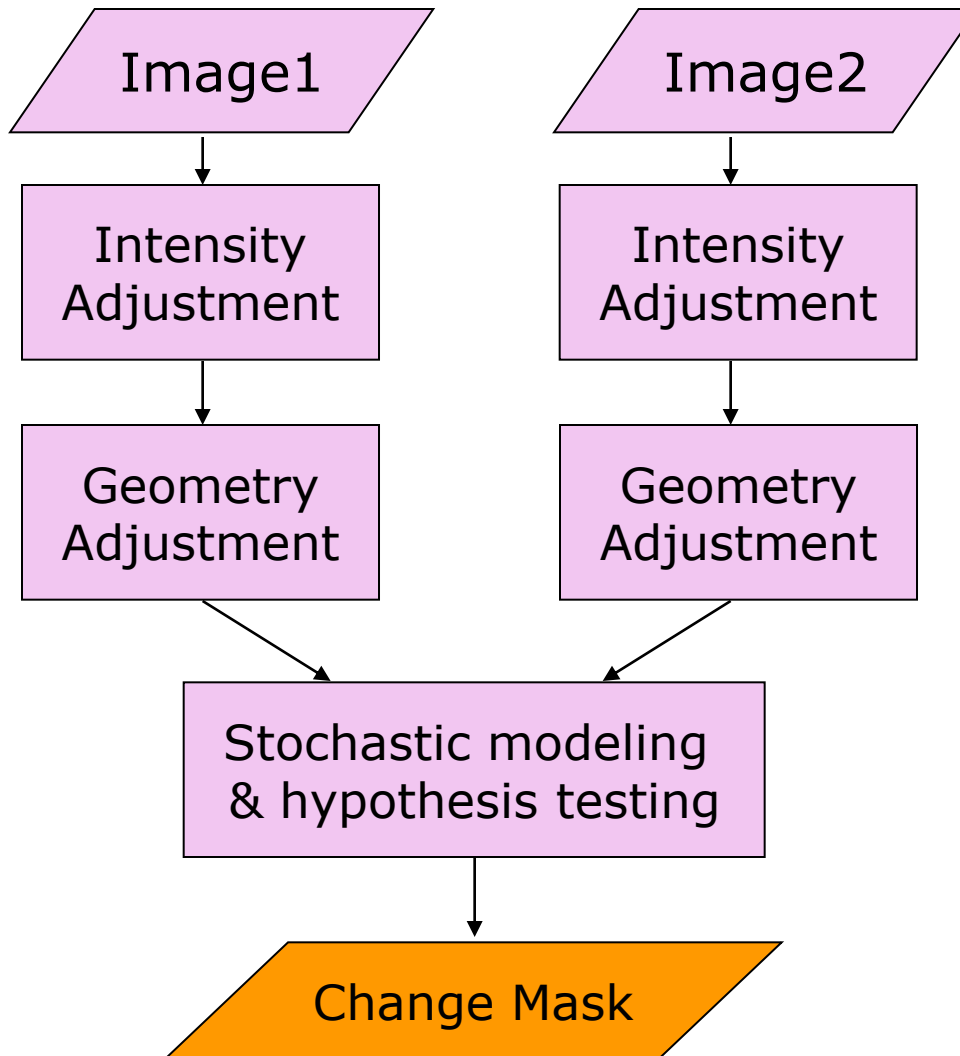 Image1
Image2
Intensity
Adjustment
Intensity
Adjustment
Geometry
Adjustment
Geometry
Adjustment
Stochastic modeling
& hypothesis testing
Change Mask